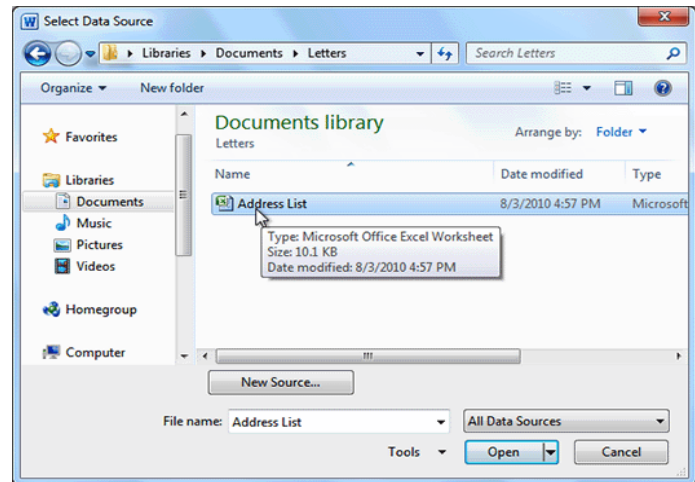 Select Data Source
Libraries Documents Letters
Search Letters
Organize New folder
Favorites
Libraries
Documents
Music
Pictures
Videos
Homegroup
Computer
Documents library
Letters
Arrange by: Folder
Name Date modified Type
Address List 8/3/2010 4:57 PM Microsoft
Type: Microsoft Office Excel Worksheet
Size: 10.1 KB
Date modified: 8/3/2010 4:57 PM
New Source...
File name: Address List All Data Sources
Tools Open Cancel